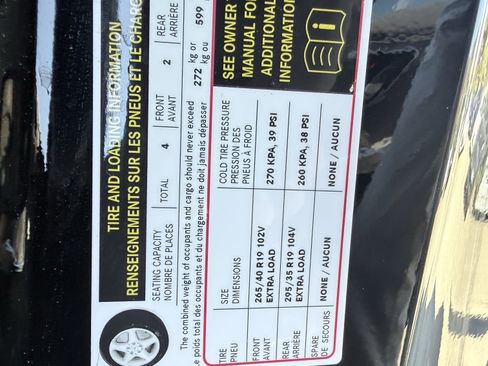 TIRE AND LOADING INFORMATION
RENSEIGNEMENTS SUR LES PNEUS ET LE CHARG
SEATING CAPACITY
NOMBRE DE PLACES
TOTAL 4
FRONT
AVANT 2
REAR
ARRIÈRE
The combined weight of occupants and cargo should never exceed 272 kg or 599
Le poids total des occupants et du chargement ne doit jamais dépasser kg ou
TIRE
PNEU
SIZE
DIMENSIONS
COLD TIRE PRESSURE
PRESSION DES
PNEUS À FROID
FRONT
AVANT
265/40 R19 102V
EXTRA LOAD
270 KPA, 39 PSI
REAR
ARRIÈRE
295/35 R19 104V
EXTRA LOAD
260 KPA, 38 PSI
SPARE
DE SECOURS
NONE / AUCUN
NONE / AUCUN
SEE OWNER
MANUAL FO
ADDITIONAL
INFORMATION